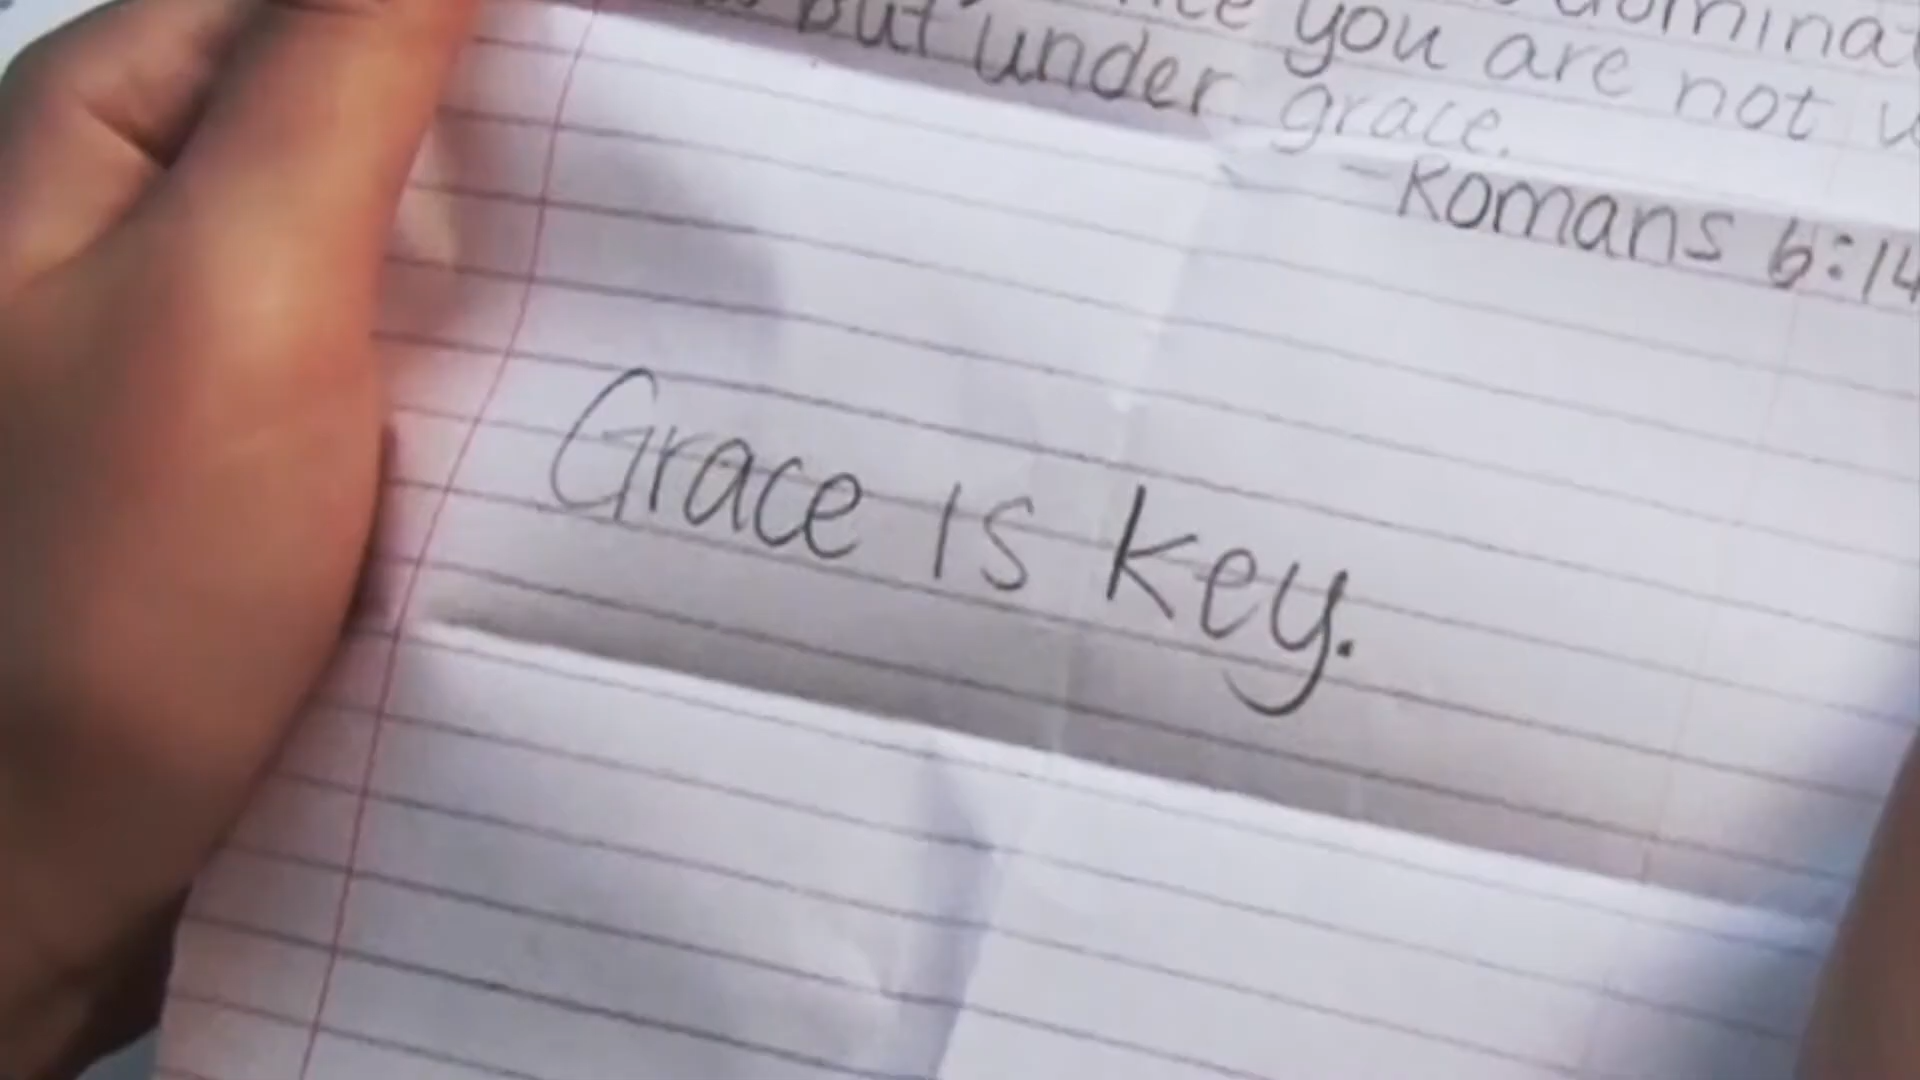 you are not
but under grace.
-Romans 6:14
Grace is key.